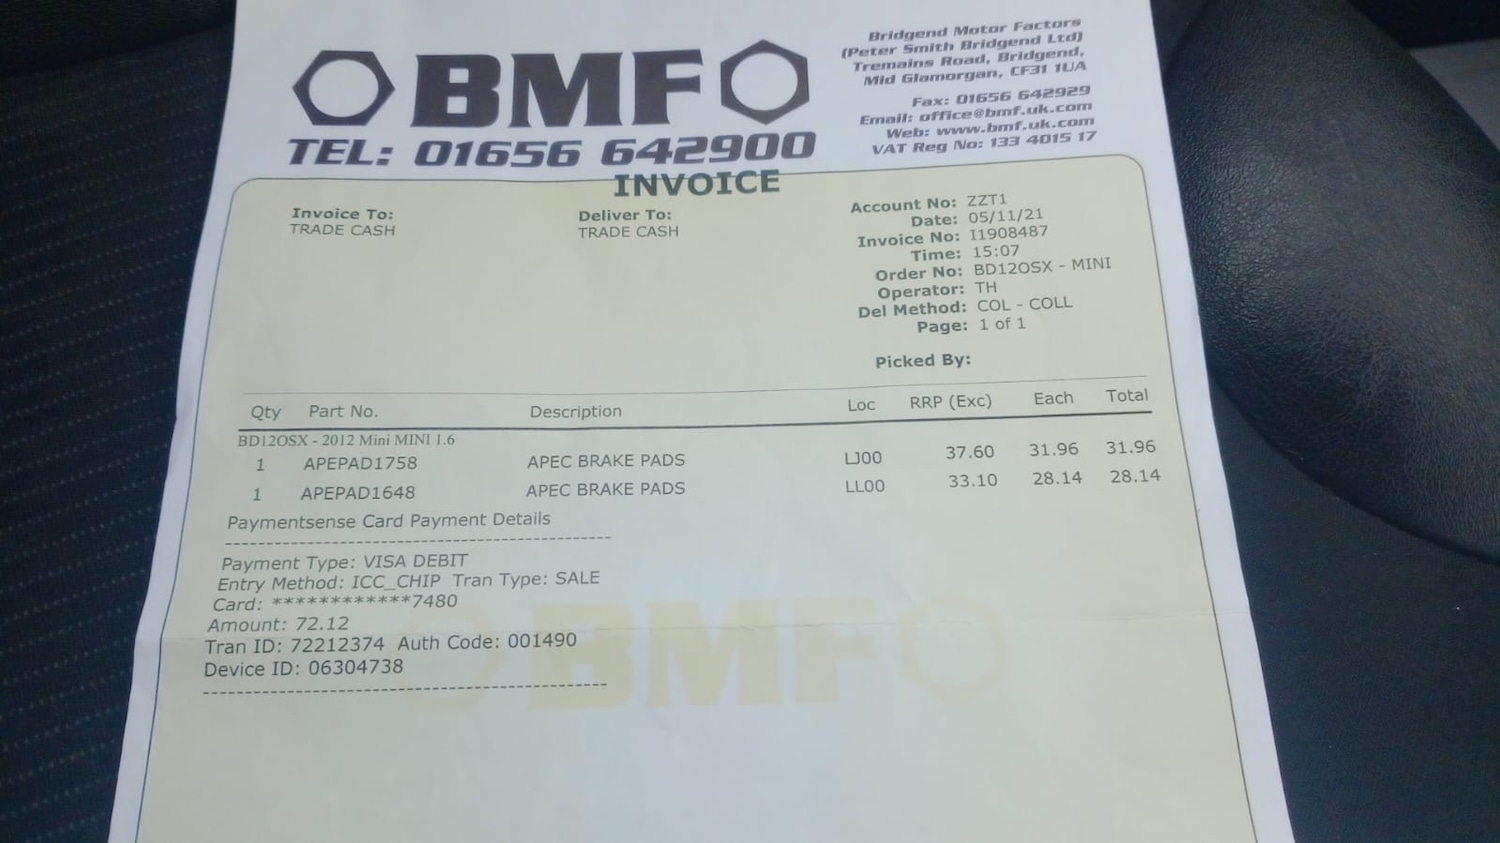 BMF
TEL: 01656 642900
Bridgend Motor Factors
(Peter Smith Bridgend Ltd)
Tremains Road, Bridgend,
Mid Glamorgan, CF31 1UA
Fax: 01656 642929
Email: office@bmf.uk.com
Web: www.bmf.uk.com
VAT Reg No: 133 4015 17
INVOICE
Invoice To:
TRADE CASH
Deliver To:
TRADE CASH
Account No: ZZT1
Date: 05/11/21
Invoice No: I1908487
Time: 15:07
Order No: BD12OSX - MINI
Operator: TH
Del Method: COL - COLL
Page: 1 of 1
Picked By:
Qty Part No. Description Loc RRP (Exc) Each Total
BD12OSX - 2012 Mini MINI 1.6
1 APEPAD1758 APEC BRAKE PADS LJ00 37.60 31.96 31.96
1 APEPAD1648 APEC BRAKE PADS LL00 33.10 28.14 28.14
Paymentsense Card Payment Details
---------------------------------------------
Payment Type: VISA DEBIT
Entry Method: ICC_CHIP Tran Type: SALE
Card: ************7480
Amount: 72.12
Tran ID: 72212374 Auth Code: 001490
Device ID: 06304738
---------------------------------------------
BMF